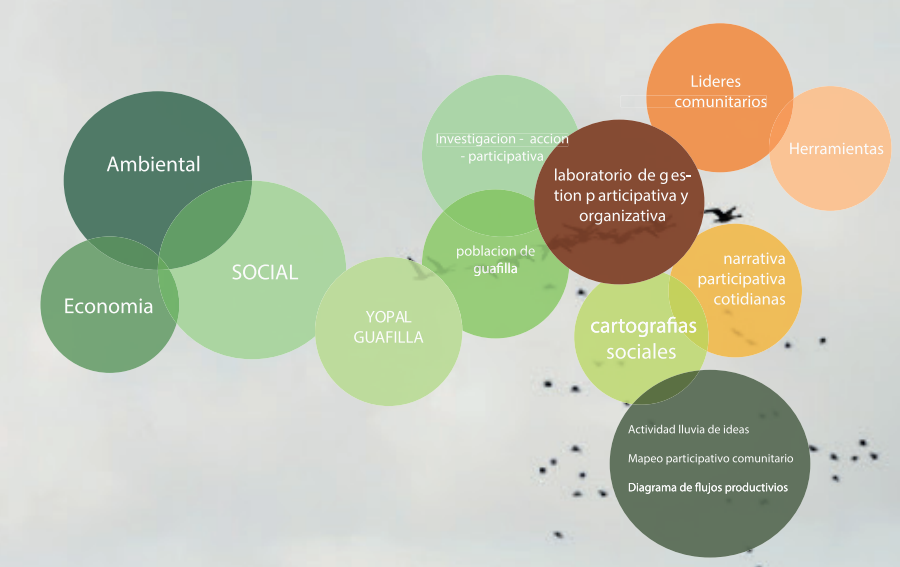 Ambiental
Economia
SOCIAL
YOPAL
GUAFILLA
Investigacion - accion
- participativa
poblacion de
guafilla
laboratorio de ges-
tion p articipativa y
organizativa
Lideres
comunitarios
Herramientas
narrativa
participativa
cotidianas
cartografias
sociales
Actividad lluvia de ideas
Mapeo participativo comunitario
Diagrama de flujos productivios